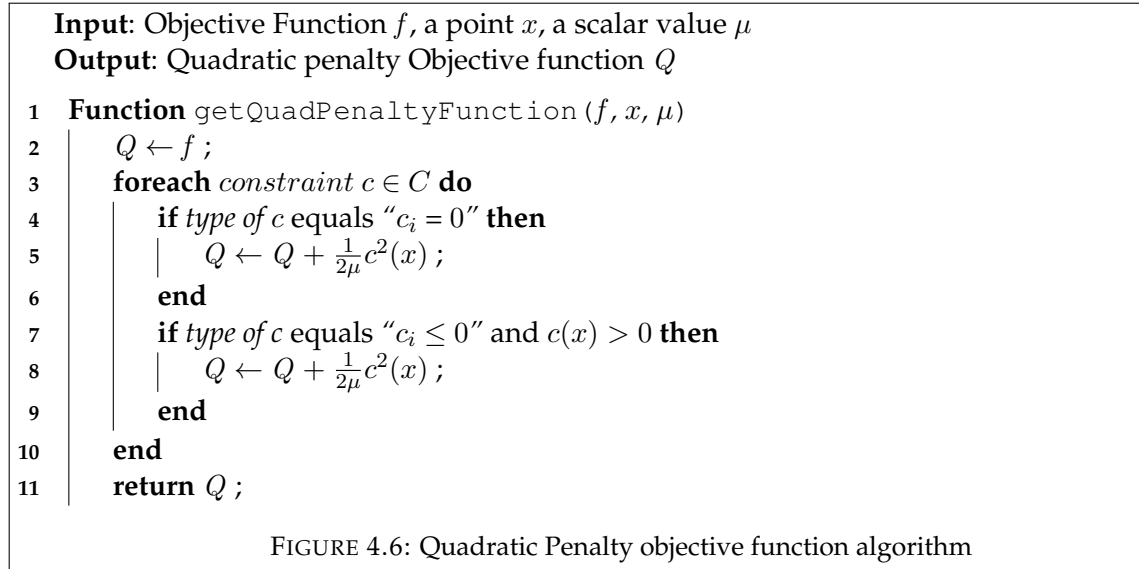 Input: Objective Function f, a point x, a scalar value μ
Output: Quadratic penalty Objective function Q
1 Function getQuadPenaltyFunction(f, x, μ)
2 Q ← f ;
3 foreach constraint c ∈ C do
4 if type of c equals "c_i = 0" then
5 Q ← Q + \frac{1}{2μ}c²(x) ;
6 end
7 if type of c equals "c_i ≤ 0" and c(x) > 0 then
8 Q ← Q + \frac{1}{2μ}c²(x) ;
9 end
10 end
11 return Q ;
FIGURE 4.6: Quadratic Penalty objective function algorithm